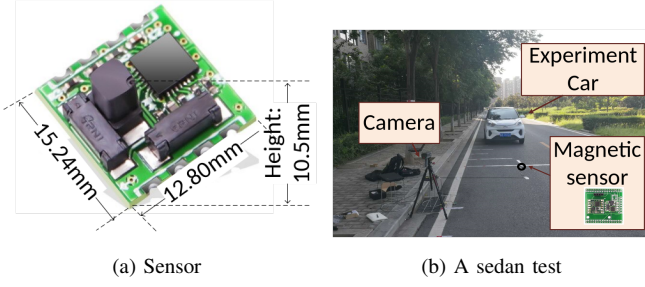 15.24mm
12.80mm
Height:
10.5mm
Experiment
Car
Camera
Magnetic
sensor
(a) Sensor
(b) A sedan test